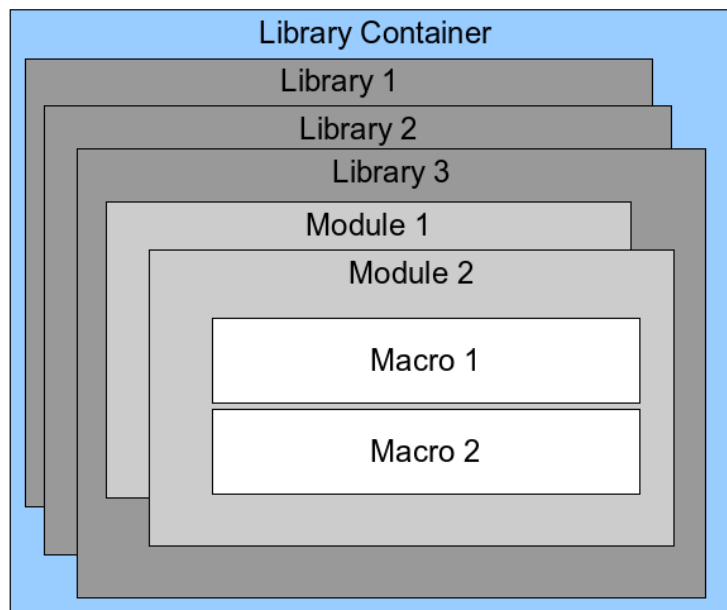 Library Container
Library 1
Library 2
Library 3
Module 1
Module 2
Macro 1
Macro 2